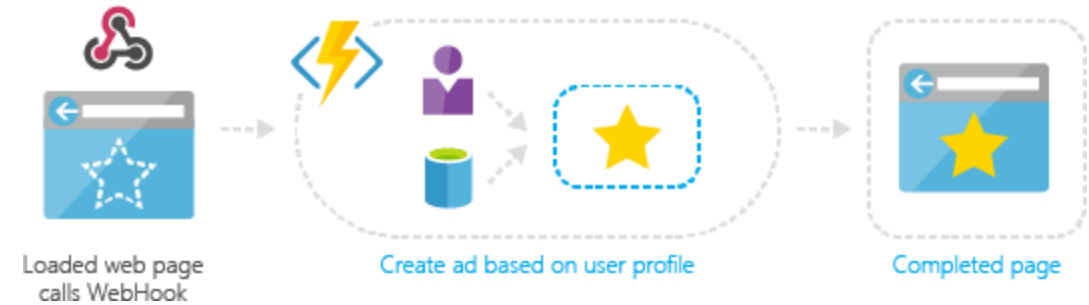 Loaded web page
calls WebHook
Create ad based on user profile
Completed page